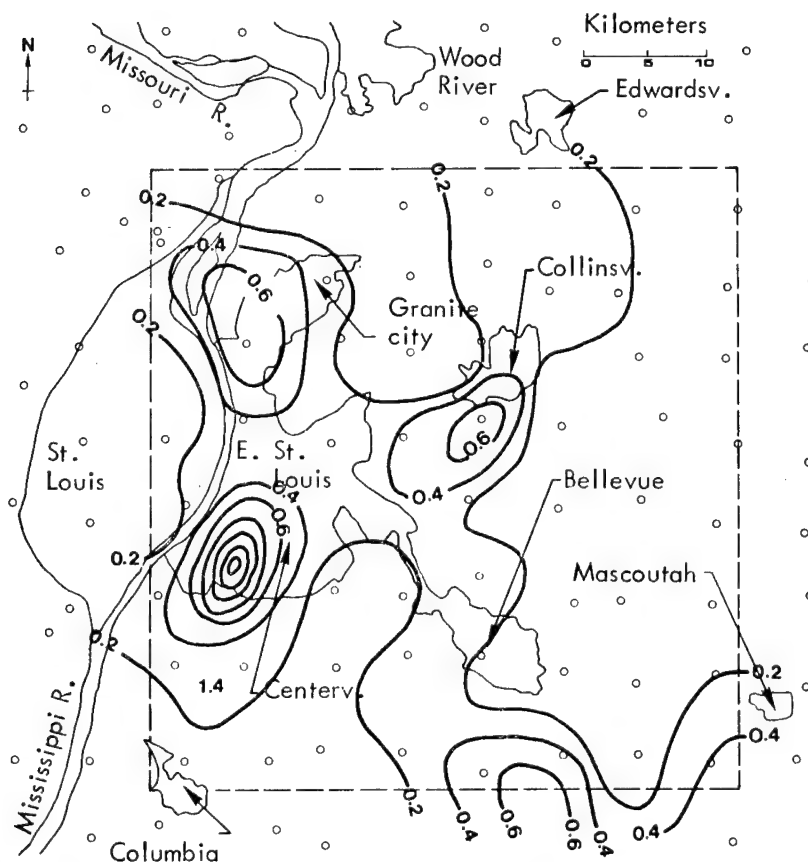 Kilometers
0 5 10
N
Missouri
R.
Wood
River
Edwardsv.
0.2
0.2
0.2
0.4
0.6
Collinsv.
Granite
city
0.2
0.6
0.4
St.
Louis
E. St.
Louis
0.4
0.6
Bellevue
0.2
Mascoutah
0.2
1.4
Centerv.
0.2
0.4
Mississippi R.
0.2
0.4
0.6
0.6
0.4
0.4
Columbia